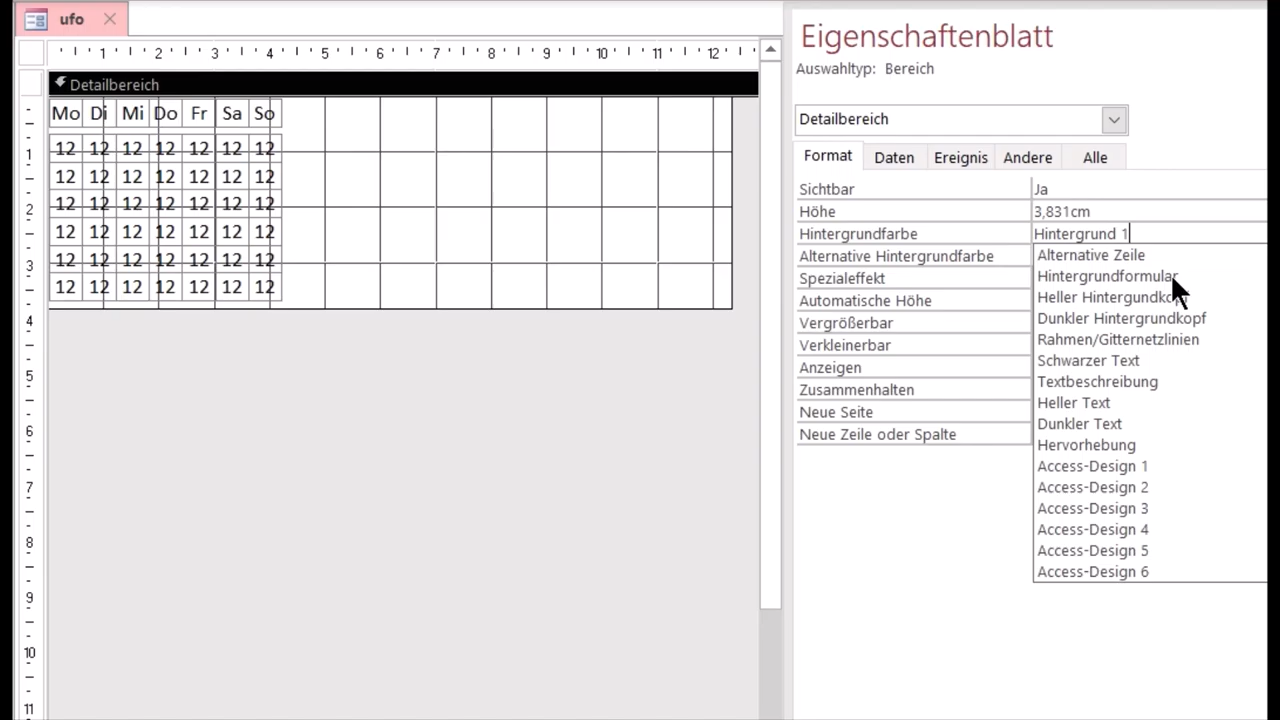 ufo
1 2 3 4 5 6 7 8 9 10 11 12
Detailbereich
Mo Di Mi Do Fr Sa So
12 12 12 12 12 12 12
12 12 12 12 12 12 12
12 12 12 12 12 12 12
12 12 12 12 12 12 12
12 12 12 12 12 12 12
12 12 12 12 12 12 12
1
2
3
4
5
6
7
8
9
10
11
Eigenschaftenblatt
Auswahltyp: Bereich
Detailbereich
Format Daten Ereignis Andere Alle
Sichtbar Ja
Höhe 3,831cm
Hintergrundfarbe Hintergrund 1
Alternative Hintergrundfarbe
Spezialeffekt
Automatische Höhe
Vergrößerbar
Verkleinerbar
Anzeigen
Zusammenhalten
Neue Seite
Neue Zeile oder Spalte
Alternative Zeile
Hintergrundformular
Heller Hintergundkopf
Dunkler Hintergrundkopf
Rahmen/Gitternetzlinien
Schwarzer Text
Textbeschreibung
Heller Text
Dunkler Text
Hervorhebung
Access-Design 1
Access-Design 2
Access-Design 3
Access-Design 4
Access-Design 5
Access-Design 6